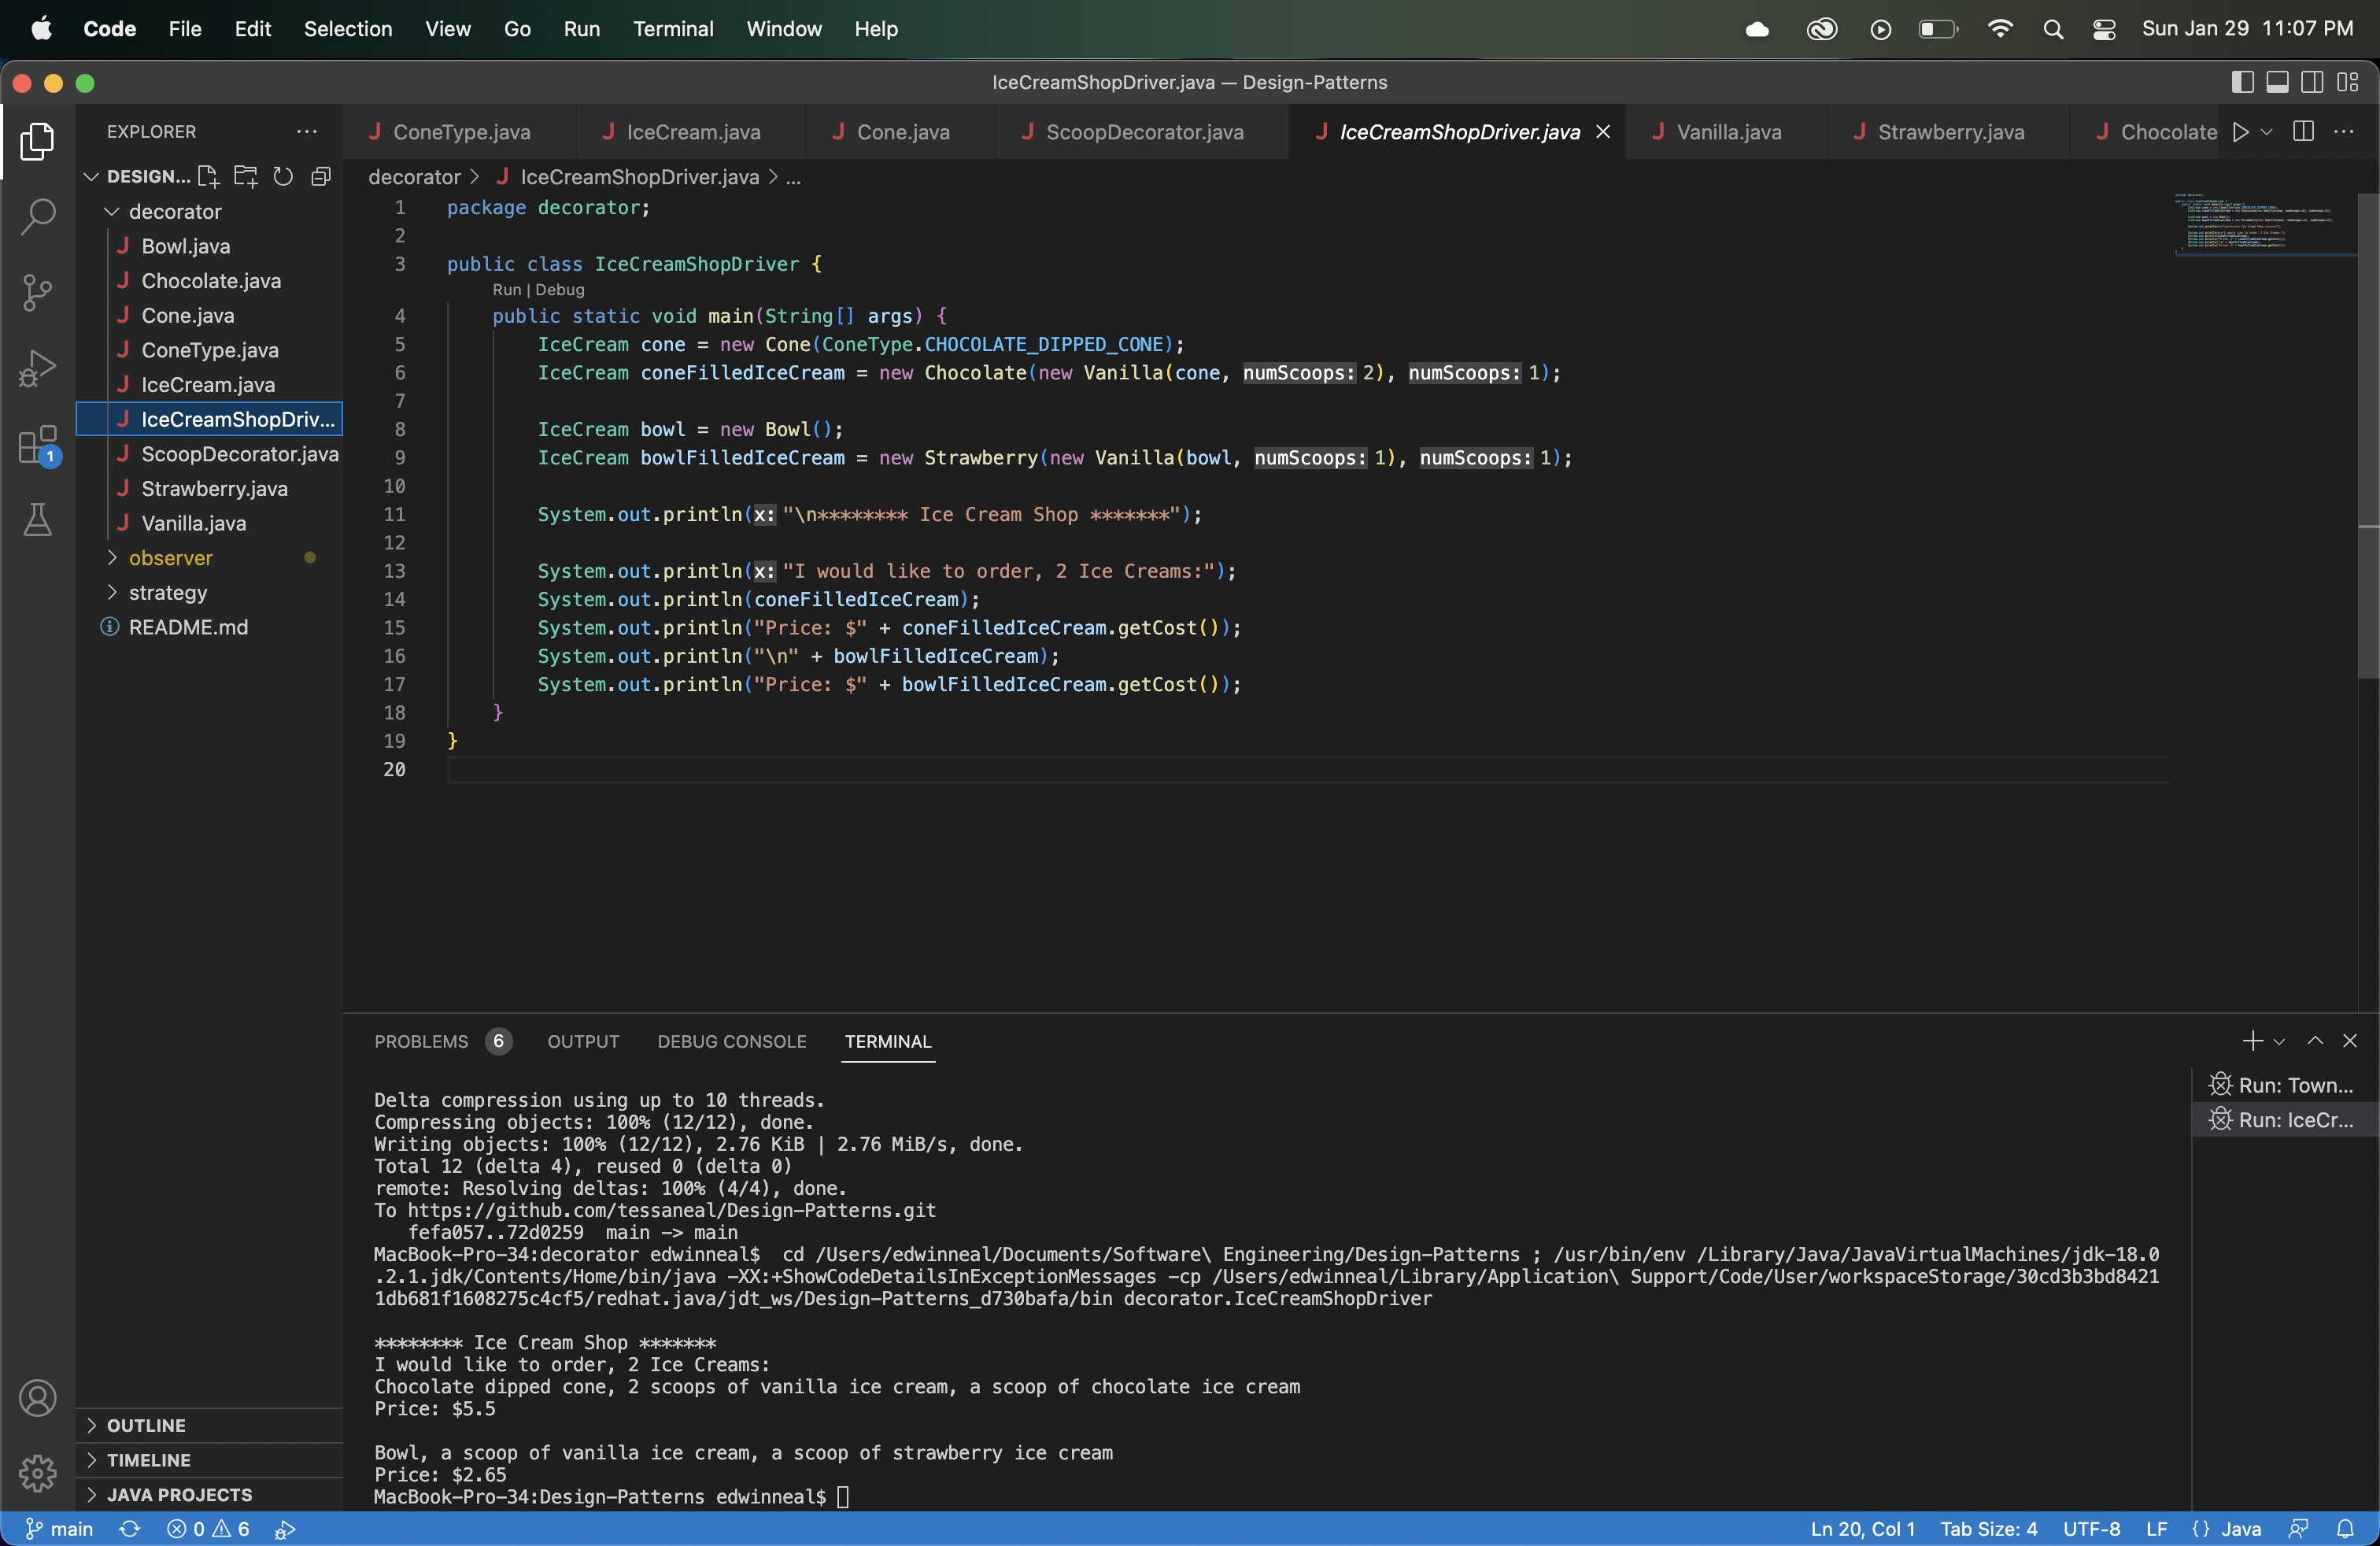 Code File Edit Selection View Go Run Terminal Window Help Sun Jan 29 11:07 PM
IceCreamShopDriver.java — Design-Patterns
EXPLORER
ConeType.java IceCream.java Cone.java ScoopDecorator.java IceCreamShopDriver.java Vanilla.java Strawberry.java Chocolate
DESIGN...
decorator
Bowl.java
Chocolate.java
Cone.java
ConeType.java
IceCream.java
IceCreamShopDriv...
ScoopDecorator.java
Strawberry.java
Vanilla.java
observer
strategy
README.md
1
OUTLINE
TIMELINE
JAVA PROJECTS
decorator > IceCreamShopDriver.java > ...
1 package decorator;
2
3 public class IceCreamShopDriver {
Run | Debug
4 public static void main(String[] args) {
5 IceCream cone = new Cone(ConeType.CHOCOLATE_DIPPED_CONE);
6 IceCream coneFilledIceCream = new Chocolate(new Vanilla(cone, numScoops: 2), numScoops: 1);
7
8 IceCream bowl = new Bowl();
9 IceCream bowlFilledIceCream = new Strawberry(new Vanilla(bowl, numScoops: 1), numScoops: 1);
10
11 System.out.println(x: "\n******** Ice Cream Shop *******");
12
13 System.out.println(x: "I would like to order, 2 Ice Creams:");
14 System.out.println(coneFilledIceCream);
15 System.out.println("Price: $" + coneFilledIceCream.getCost());
16 System.out.println("\n" + bowlFilledIceCream);
17 System.out.println("Price: $" + bowlFilledIceCream.getCost());
18 }
19 }
20
PROBLEMS 6 OUTPUT DEBUG CONSOLE TERMINAL
Delta compression using up to 10 threads.
Compressing objects: 100% (12/12), done.
Writing objects: 100% (12/12), 2.76 KiB | 2.76 MiB/s, done.
Total 12 (delta 4), reused 0 (delta 0)
remote: Resolving deltas: 100% (4/4), done.
To https://github.com/tessaneal/Design-Patterns.git
fefa057..72d0259 main -> main
MacBook-Pro-34:decorator edwinneal$ cd /Users/edwinneal/Documents/Software\ Engineering/Design-Patterns ; /usr/bin/env /Library/Java/JavaVirtualMachines/jdk-18.0
.2.1.jdk/Contents/Home/bin/java -XX:+ShowCodeDetailsInExceptionMessages -cp /Users/edwinneal/Library/Application\ Support/Code/User/workspaceStorage/30cd3b3bd8421
1db681f1608275c4cf5/redhat.java/jdt_ws/Design-Patterns_d730bafa/bin decorator.IceCreamShopDriver
******** Ice Cream Shop *******
I would like to order, 2 Ice Creams:
Chocolate dipped cone, 2 scoops of vanilla ice cream, a scoop of chocolate ice cream
Price: $5.5
Bowl, a scoop of vanilla ice cream, a scoop of strawberry ice cream
Price: $2.65
MacBook-Pro-34:Design-Patterns edwinneal$
Run: Town...
Run: IceCr...
main 0 6 Ln 20, Col 1 Tab Size: 4 UTF-8 LF {} Java